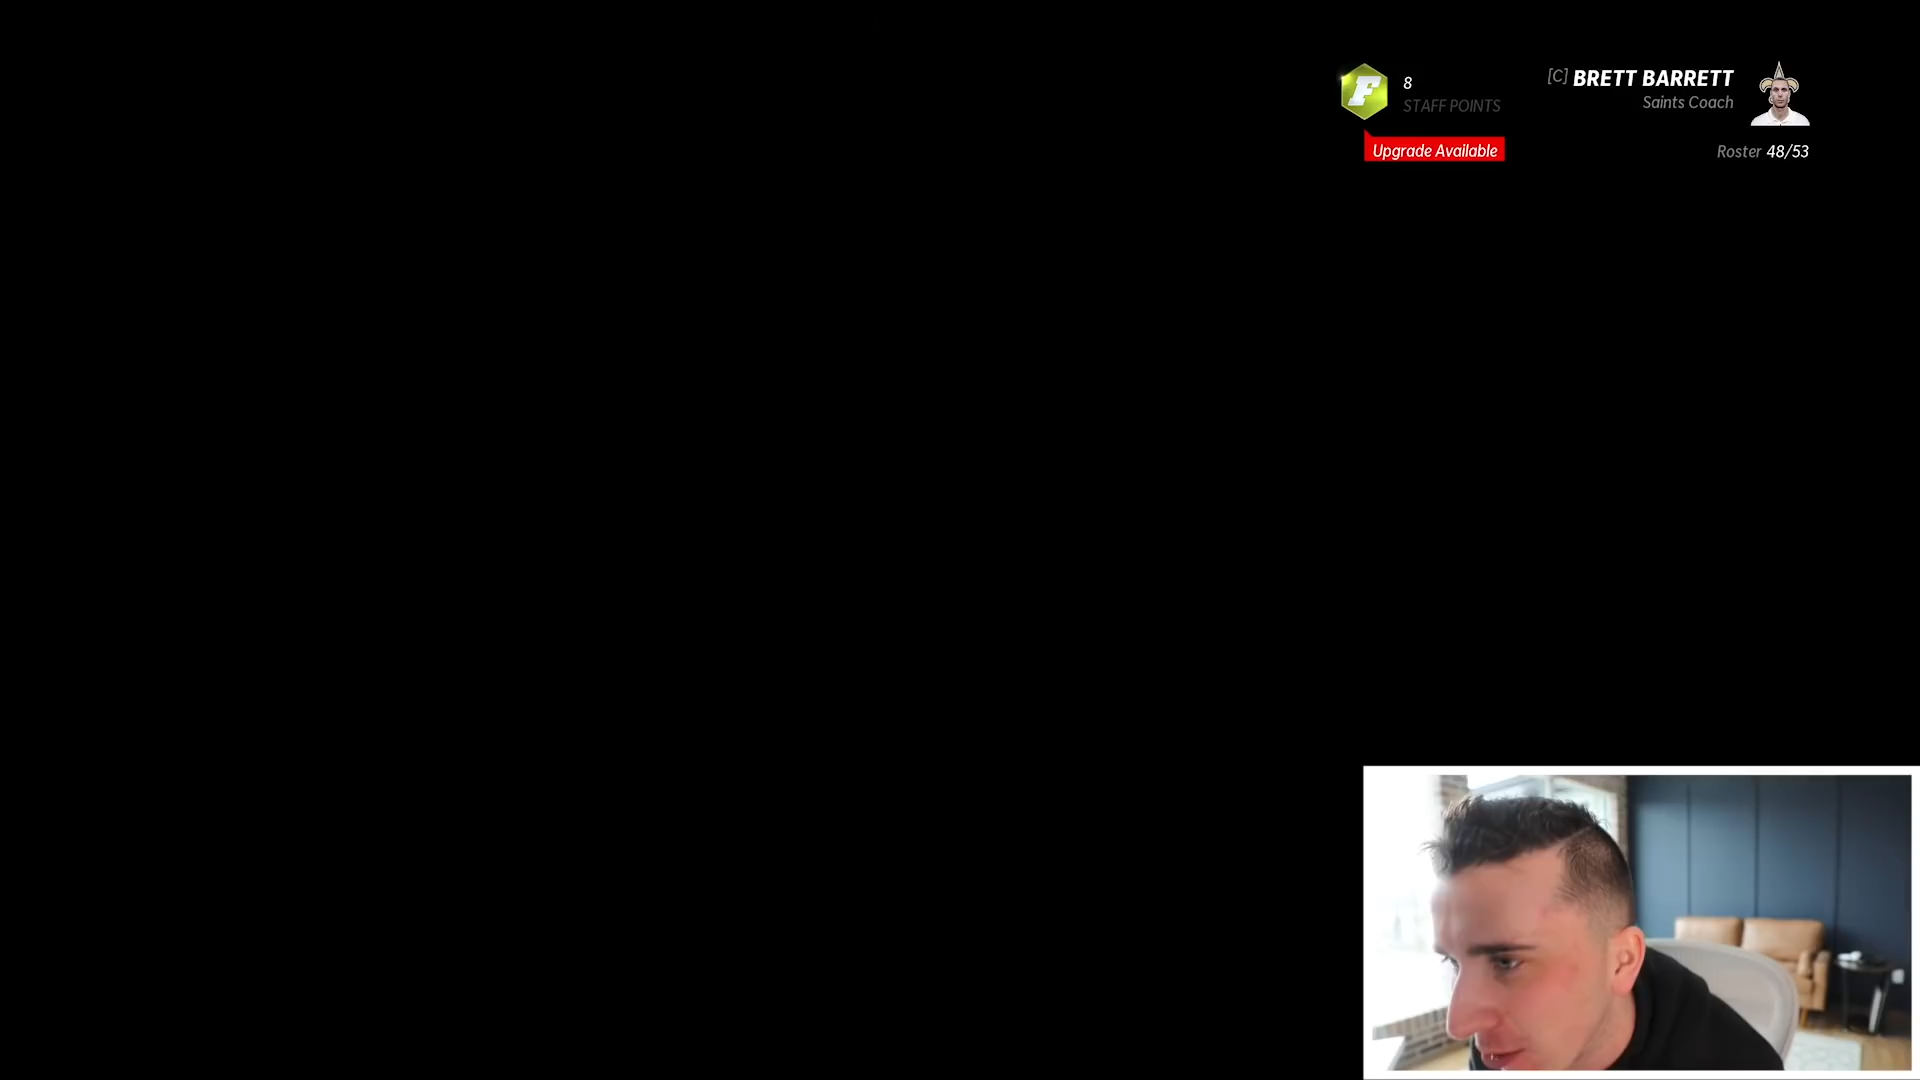 8
STAFF POINTS
Upgrade Available
[C] BRETT BARRETT
Saints Coach
Roster 48/53